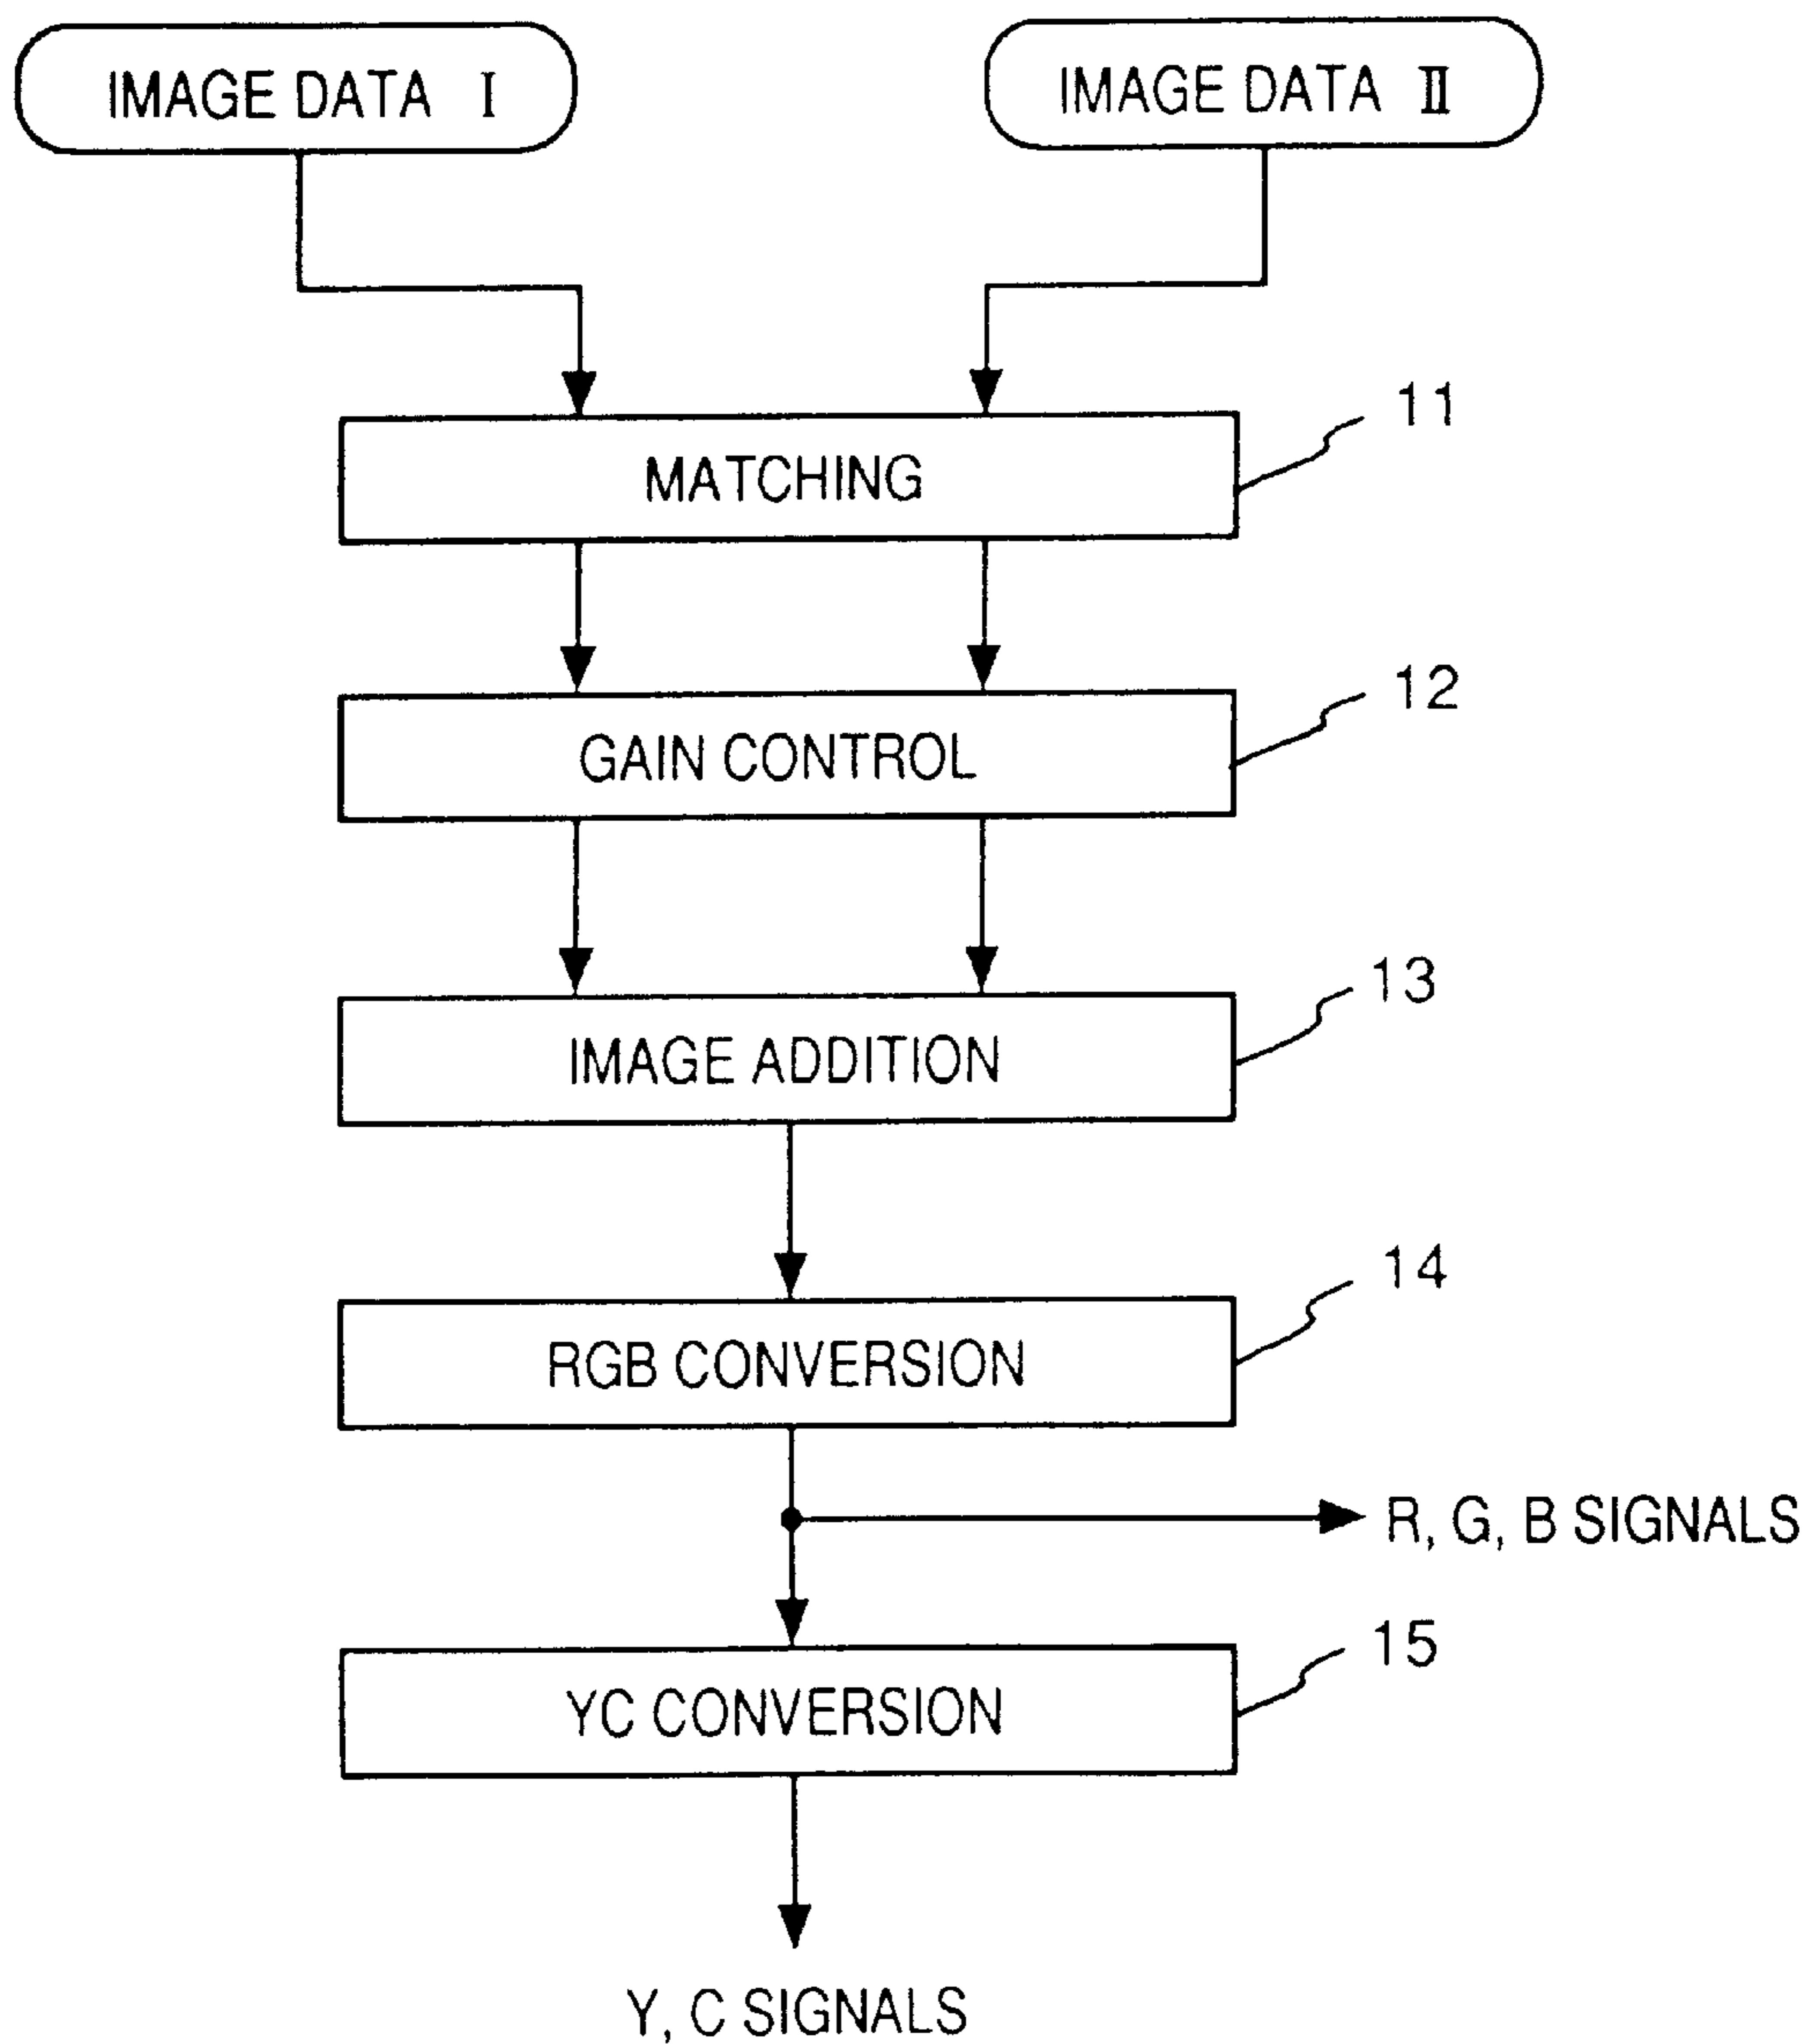 IMAGE DATA I
IMAGE DATA II
11
MATCHING
12
GAIN CONTROL
13
IMAGE ADDITION
14
RGB CONVERSION
R, G, B SIGNALS
15
YC CONVERSION
Y, C SIGNALS